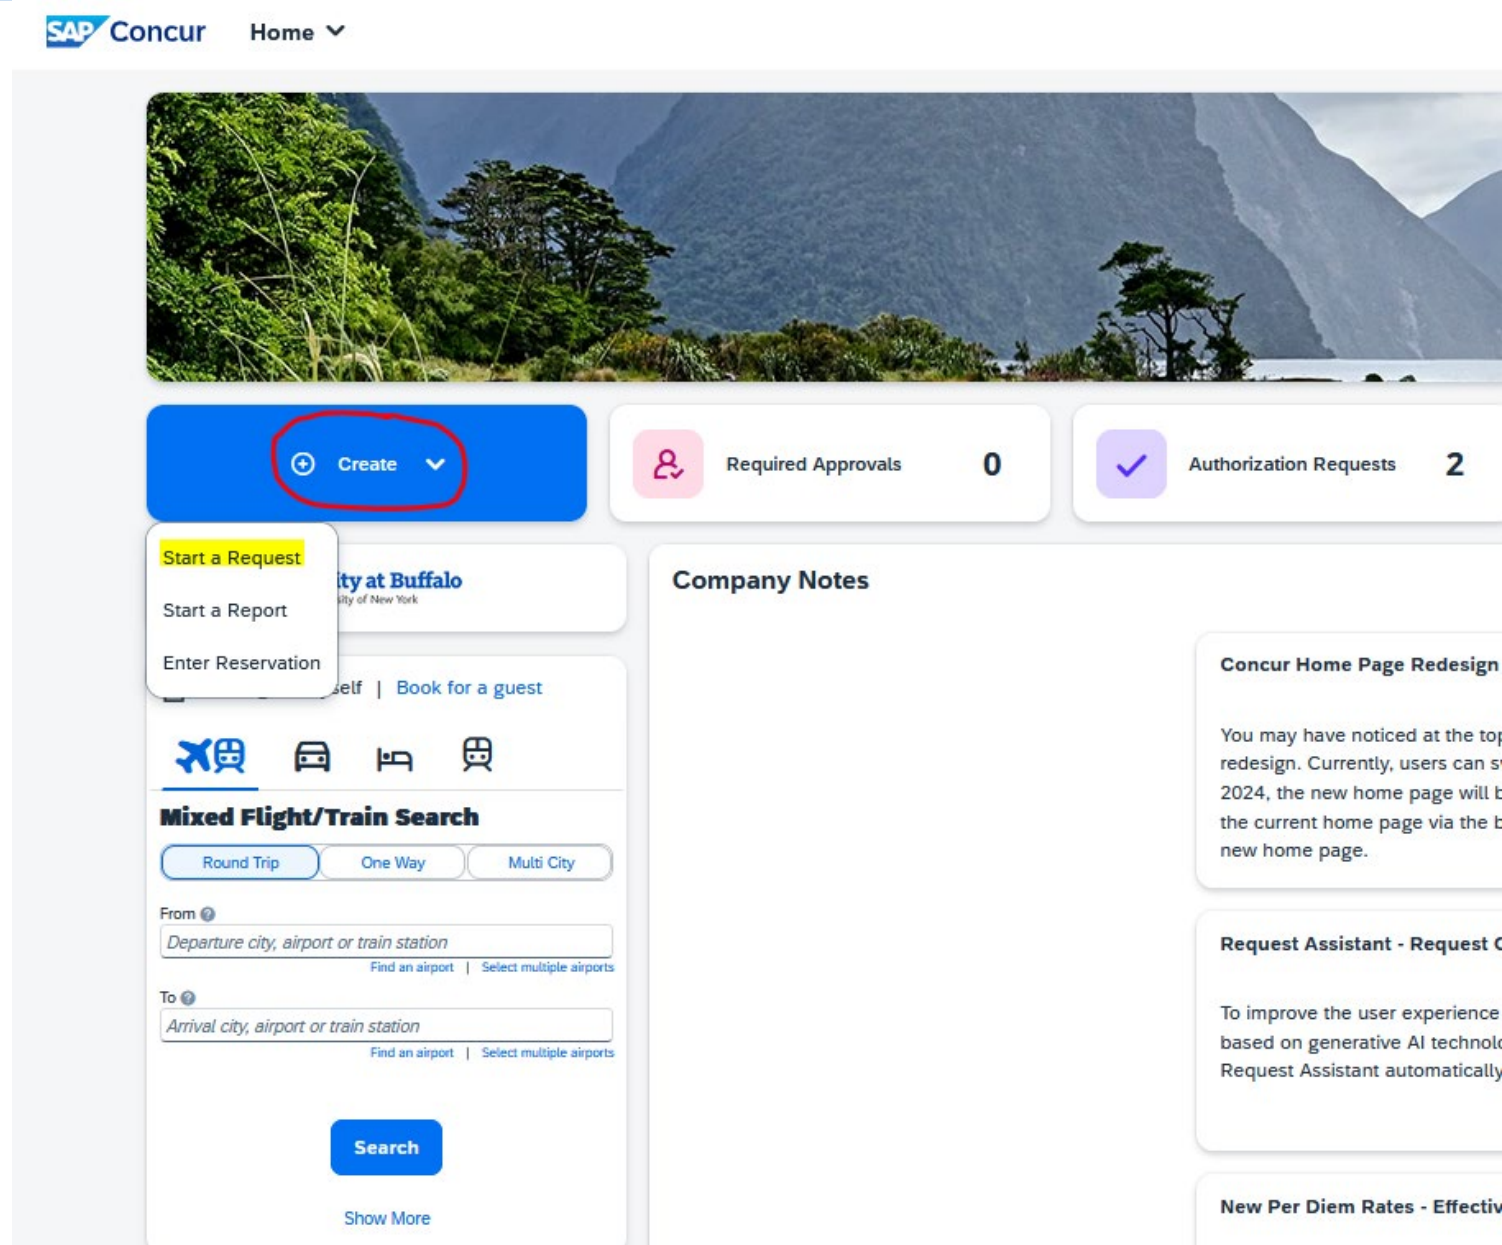 SAP Concur Home
Create
Required Approvals 0
Authorization Requests 2
Start a Request
Start a Report
Enter Reservation
ity at Buffalo
sity of New York
self | Book for a guest
Mixed Flight/Train Search
Round Trip One Way Multi City
From
Departure city, airport or train station
Find an airport | Select multiple airports
To
Arrival city, airport or train station
Find an airport | Select multiple airports
Search
Show More
Company Notes
Concur Home Page Redesign
You may have noticed at the top
redesign. Currently, users can
2024, the new home page will
the current home page via the
new home page.
Request Assistant - Request
To improve the user experience
based on generative AI
Request Assistant automatically
New Per Diem Rates -